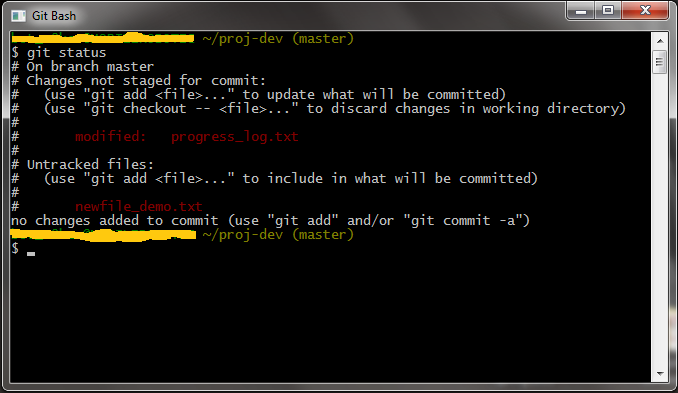 Git Bash
~/proj-dev (master)
$ git status
# On branch master
# Changes not staged for commit:
#   (use "git add <file>..." to update what will be committed)
#   (use "git checkout -- <file>..." to discard changes in working directory)
#
#       modified:   progress_log.txt
#
# Untracked files:
#   (use "git add <file>..." to include in what will be committed)
#
#       newfile_demo.txt
no changes added to commit (use "git add" and/or "git commit -a")
~/proj-dev (master)
$